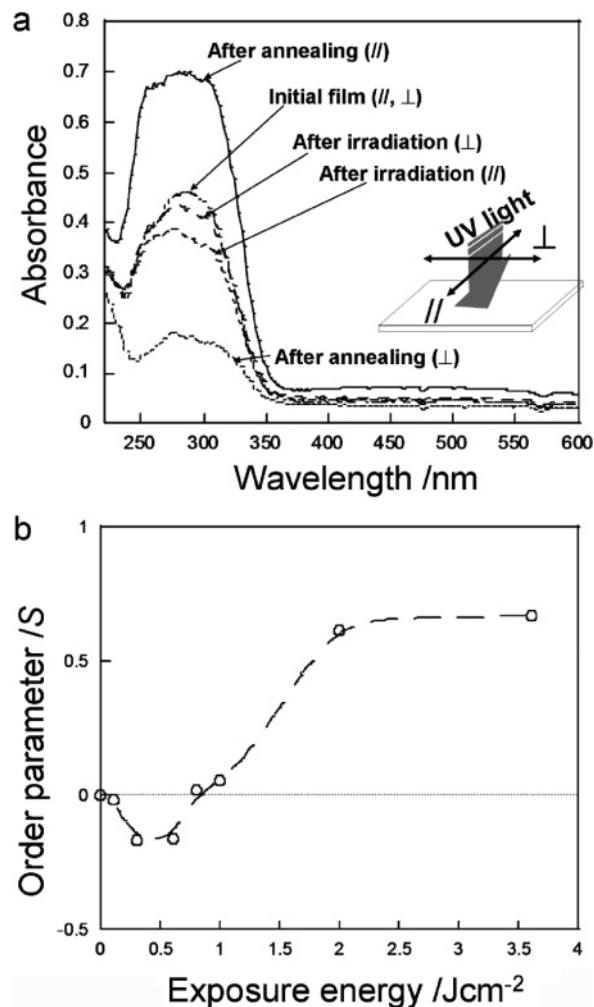 a
After annealing (//)
Initial film (//, ⊥)
After irradiation (⊥)
After irradiation (//)
UV light
⊥
//
After annealing (⊥)
Absorbance
0.8
0.7
0.6
0.5
0.4
0.3
0.2
0.1
0
250 300 350 400 450 500 550 600
Wavelength /nm
b
Order parameter /S
1
0.5
0
-0.5
0 0.5 1 1.5 2 2.5 3 3.5 4
Exposure energy /Jcm-2